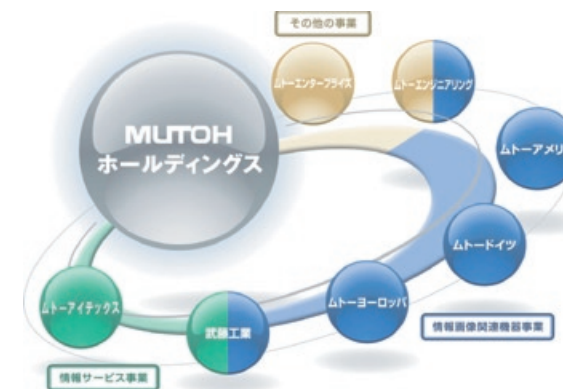 その他の事業
ムトーエンタープライズ
ムトーエンジニアリング
MUTOH
ホールディングス
ムトーアメリ
ムトードイツ
ムトーアイテックス
武藤工業
ムトーヨーロッパ
情報画像関連機器事業
情報サービス事業